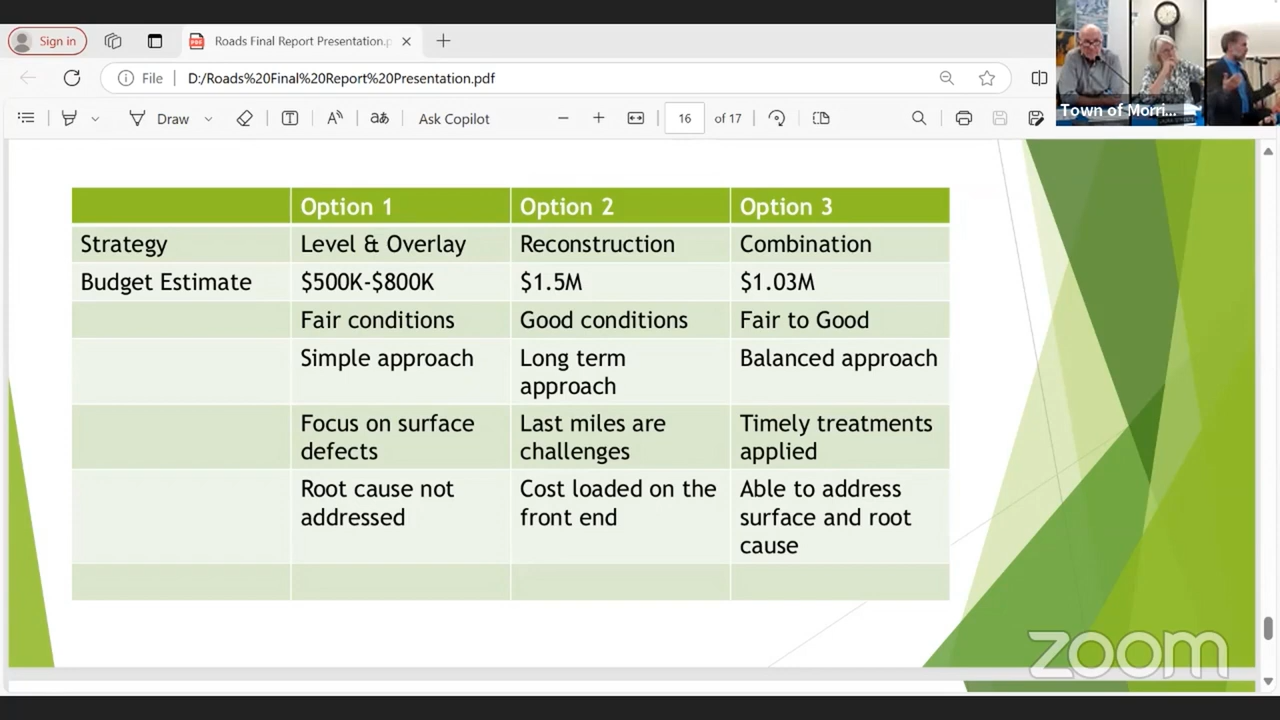 Sign in
Roads Final Report Presentation.p
File
D:/Roads%20Final%20Report%20Presentation.pdf
Draw
Ask Copilot
16
of 17
Town of Morri...
Option 1
Option 2
Option 3
Strategy
Level & Overlay
Reconstruction
Combination
Budget Estimate
$500K-$800K
$1.5M
$1.03M
Fair conditions
Good conditions
Fair to Good
Simple approach
Long term
approach
Balanced approach
Focus on surface
defects
Last miles are
challenges
Timely treatments
applied
Root cause not
addressed
Cost loaded on the
front end
Able to address
surface and root
cause
zoom